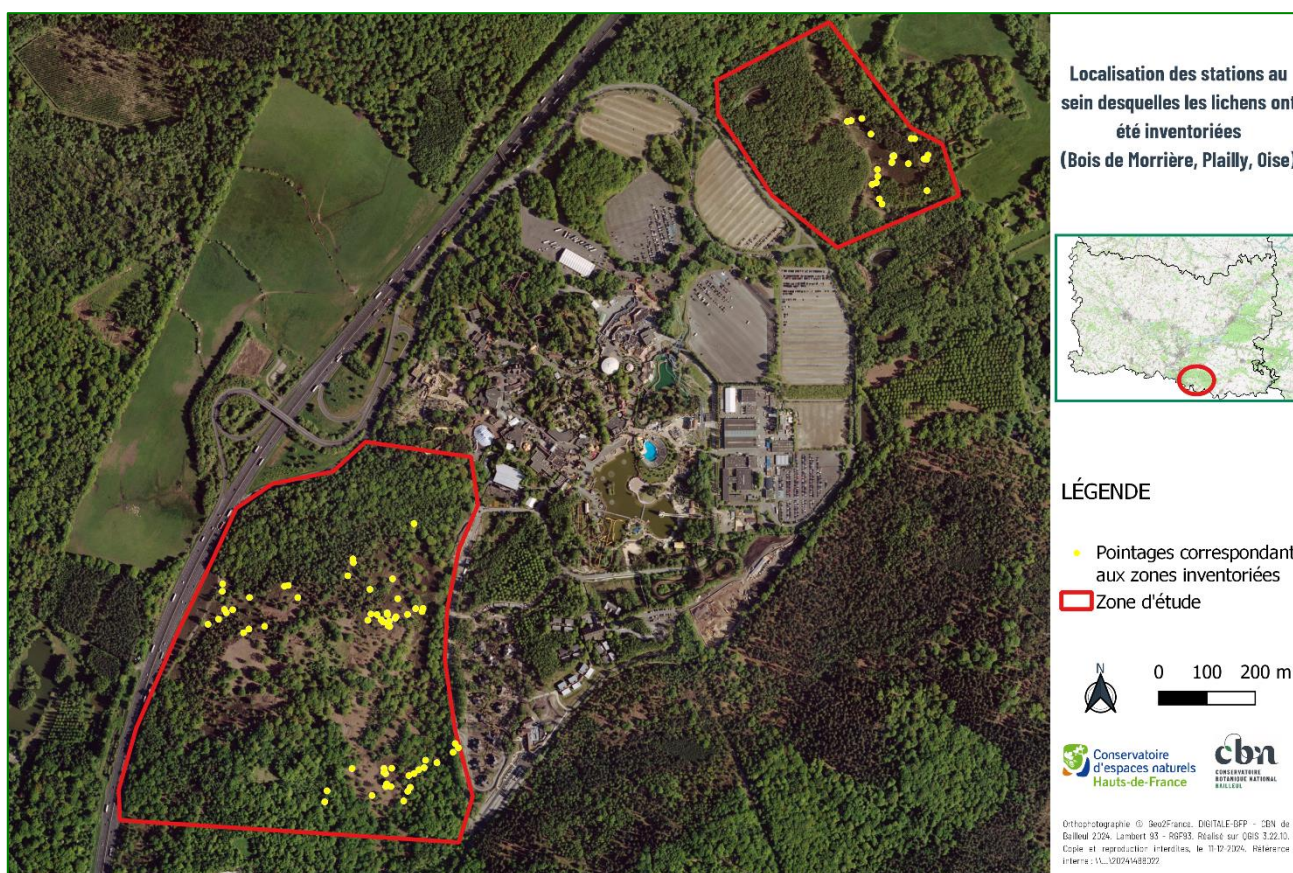 Localisation des stations au
sein desquelles les lichens ont
été inventoriées
(Bois de Morrière, Plailly, Oise)
LÉGENDE
Pointages correspondant
aux zones inventoriées
Zone d'étude
N
0 100 200 m
Conservatoire
d'espaces naturels
Hauts-de-France
cbn
CONSERVATOIRE
BOTANIQUE NATIONAL
BAILLEUL
Orthophotographie © Geo2France, DIGITALE-BFP - CBN de
Bailleul 2024. Lambert 93 - RGF93. Réalisé sur QGIS 3.22.10.
Copie et reproduction interdites, le 11-12-2024. Référence
interne :